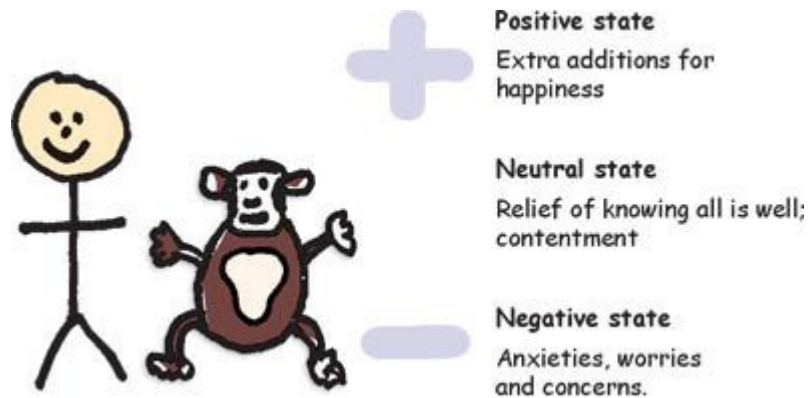 Positive state
Extra additions for
happiness
Neutral state
Relief of knowing all is well;
contentment
Negative state
Anxieties, worries
and concerns.